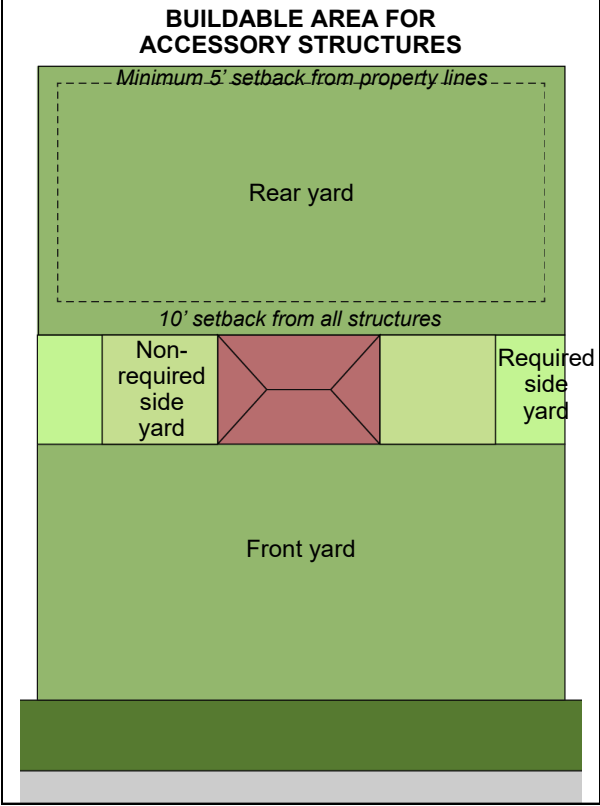 BUILDABLE AREA FOR
ACCESSORY STRUCTURES
Minimum 5’ setback from property lines
Rear yard
10’ setback from all structures
Non-
required
side
yard
Required
side
yard
Front yard